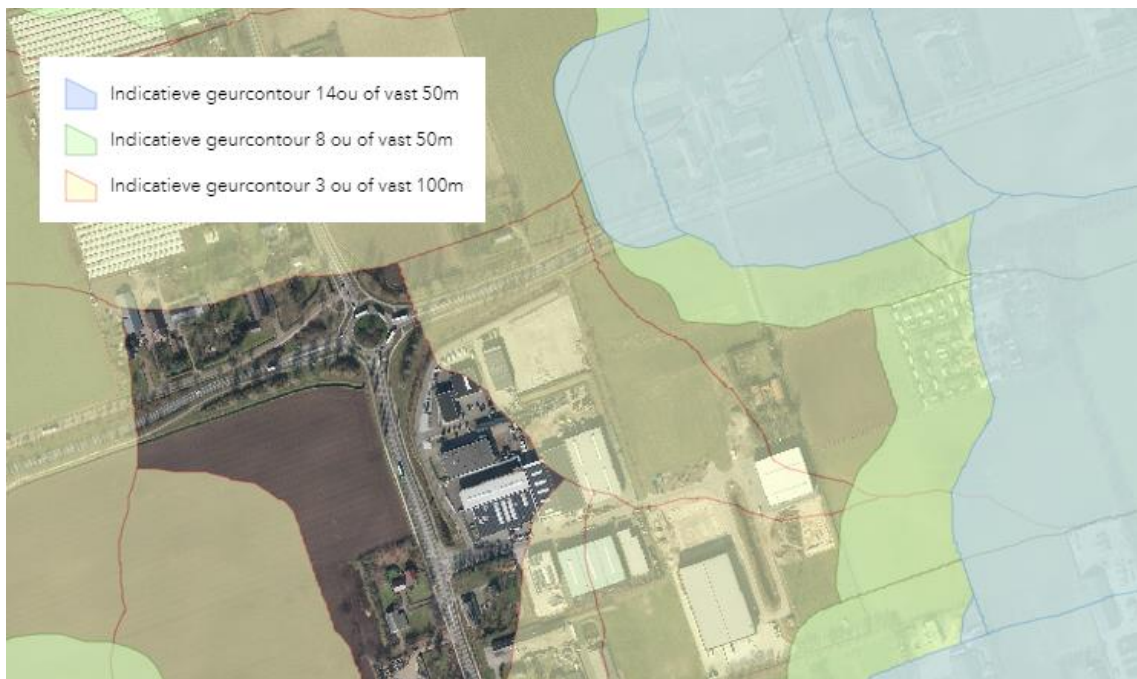 Indicatieve geurcontour 14ou of vast 50m
Indicatieve geurcontour 8 ou of vast 50m
Indicatieve geurcontour 3 ou of vast 100m